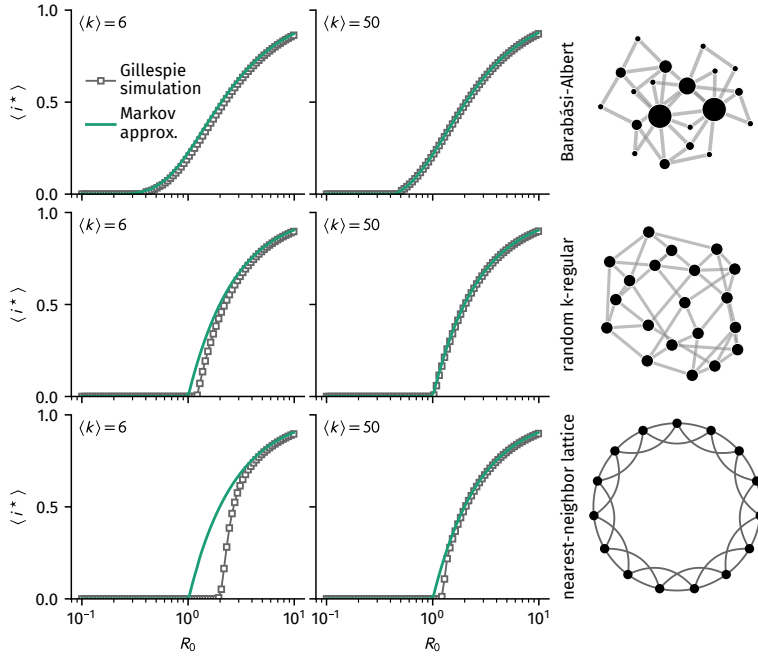 ⟨k⟩=6
⟨k⟩=50
1.0
0.5
0.0
⟨i*⟩
Gillespie
simulation
Markov
approx.
Barabási-Albert
⟨k⟩=6
⟨k⟩=50
1.0
0.5
0.0
⟨i*⟩
random k-regular
⟨k⟩=6
⟨k⟩=50
1.0
0.5
0.0
⟨i*⟩
nearest-neighbor lattice
10⁻¹ 10⁰ 10¹
10⁻¹ 10⁰ 10¹
R₀
R₀